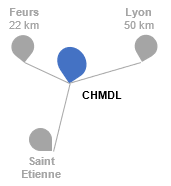 Feurs
22 km
Lyon
50 km
CHMDL
Saint
Etienne